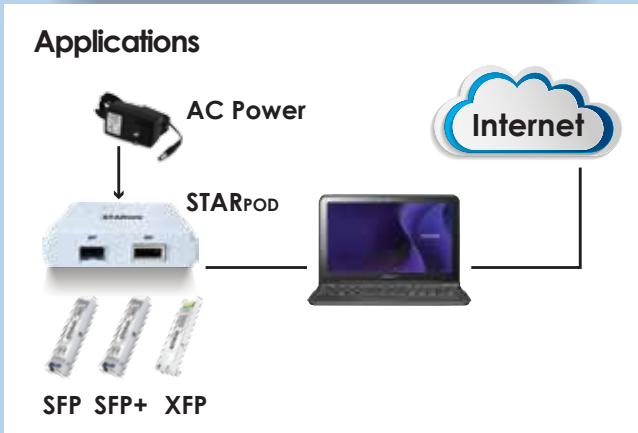 Applications
AC Power
Internet
STARPOD
SFP SFP+ XFP